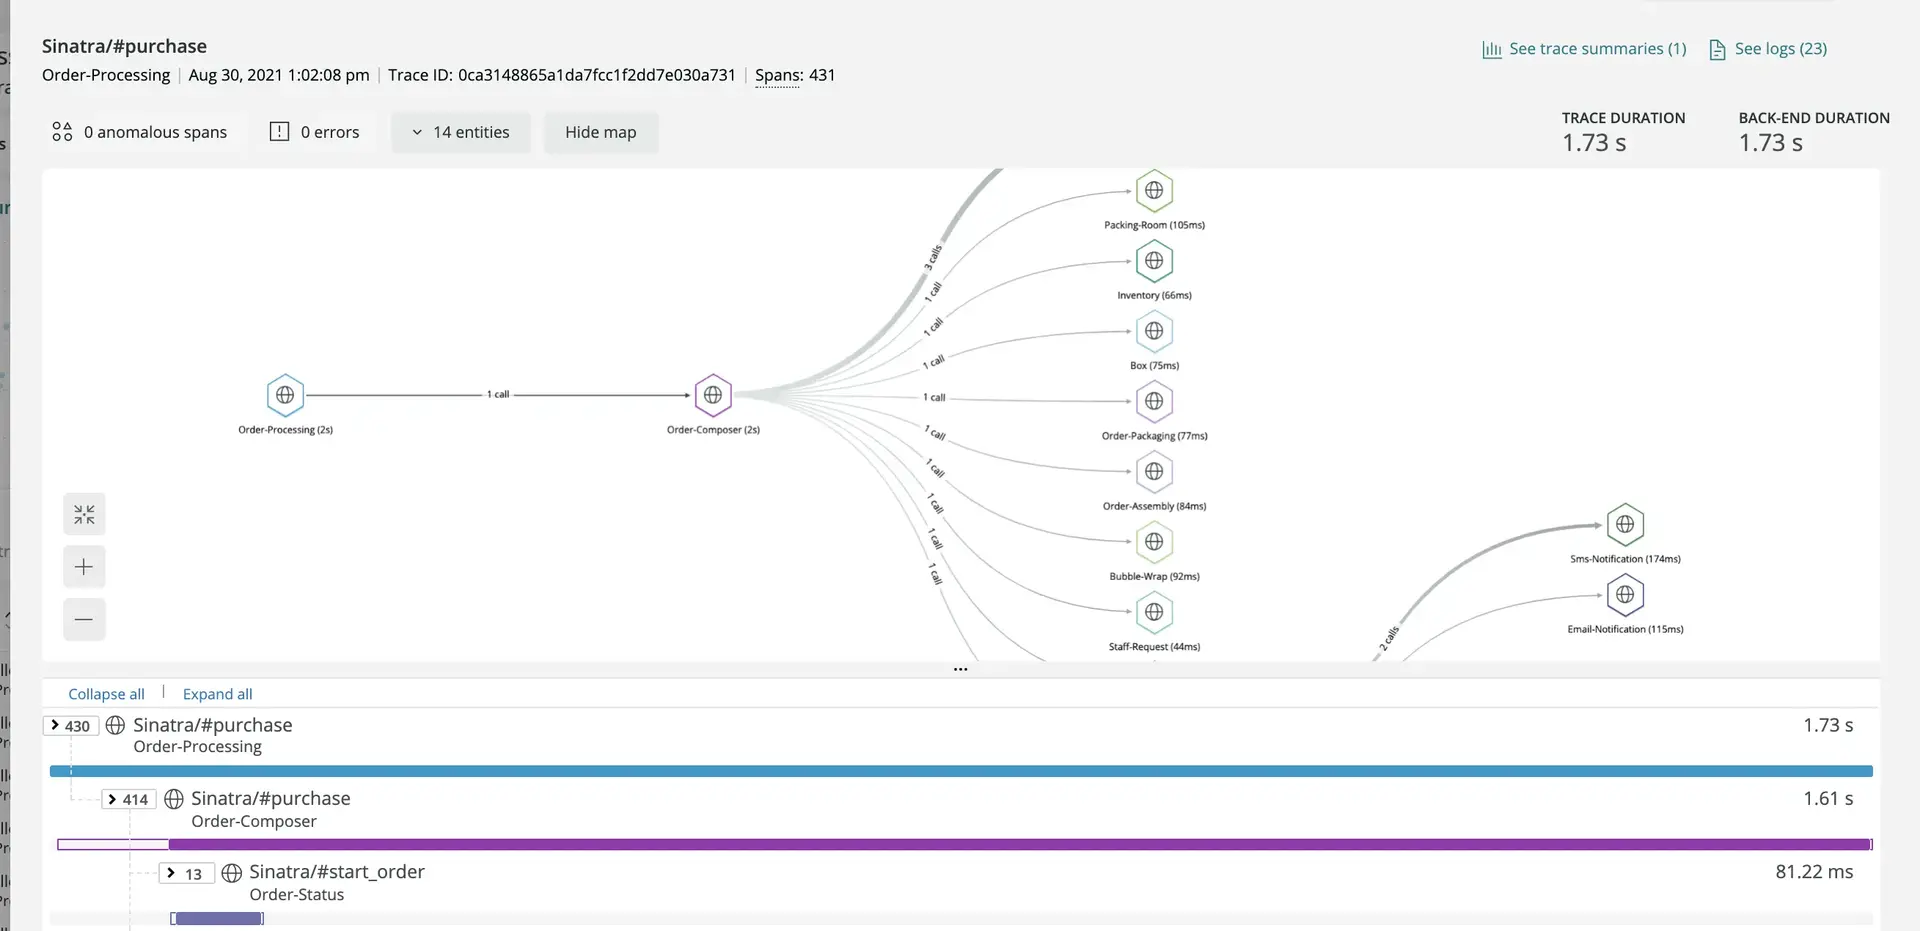 Sinatra/#purchase
See trace summaries (1)
See logs (23)
Order-Processing | Aug 30, 2021 1:02:08 pm | Trace ID: 0ca3148865a1da7fcc1f2dd7e030a731 | Spans: 431
0 anomalous spans
0 errors
14 entities
Hide map
TRACE DURATION
1.73 s
BACK-END DURATION
1.73 s
Packing-Room (105ms)
3 calls
1 call
Inventory (66ms)
1 call
Box (75ms)
1 call
1 call
Order-Processing (2s)
1 call
Order-Composer (2s)
Order-Packaging (77ms)
1 call
1 call
Order-Assembly (84ms)
1 call
1 call
1 call
Bubble-Wrap (92ms)
Staff-Request (44ms)
Sms-Notification (174ms)
Email-Notification (115ms)
2 calls
...
Collapse all | Expand all
430 Sinatra/#purchase 1.73 s
Order-Processing
414 Sinatra/#purchase 1.61 s
Order-Composer
13 Sinatra/#start_order 81.22 ms
Order-Status